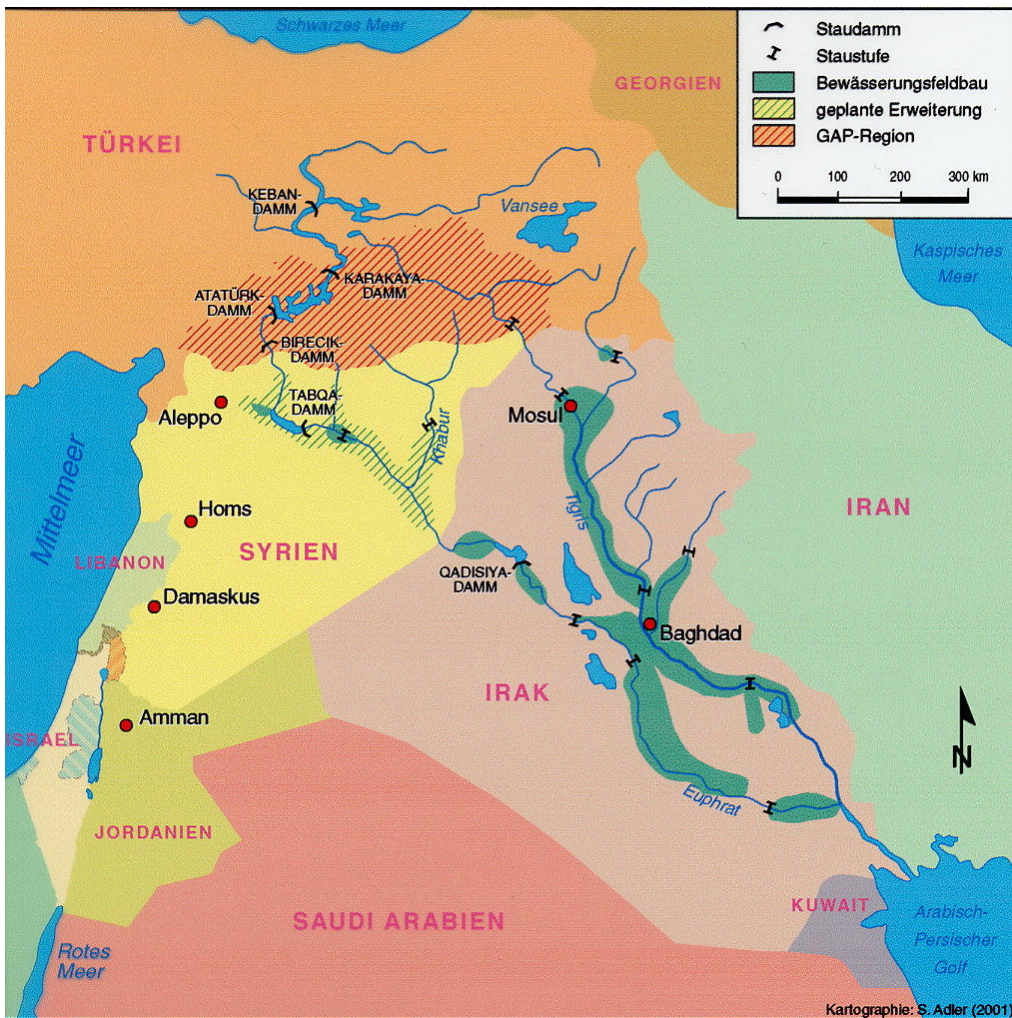 Schwarzes Meer
Staudamm
Staustufe
Bewässerungsfeldbau
geplante Erweiterung
GAP-Region
0 100 200 300 km
GEORGIEN
TÜRKEI
KEBAN-
DAMM
Vansee
Kaspisches
Meer
KARAKAYA-
DAMM
ATATÜRK-
DAMM
BIRECIK-
DAMM
TABQA-
DAMM
Aleppo
Mosul
Khabur
Mittelmeer
Homs
Tigris
IRAN
SYRIEN
LIBANON
QADISIYA-
DAMM
Damaskus
Baghdad
IRAK
Amman
ISRAEL
N
Euphrat
JORDANIEN
SAUDI ARABIEN
KUWAIT
Arabisch-
Persischer
Golf
Rotes
Meer
Kartographie: S. Adler (2001)